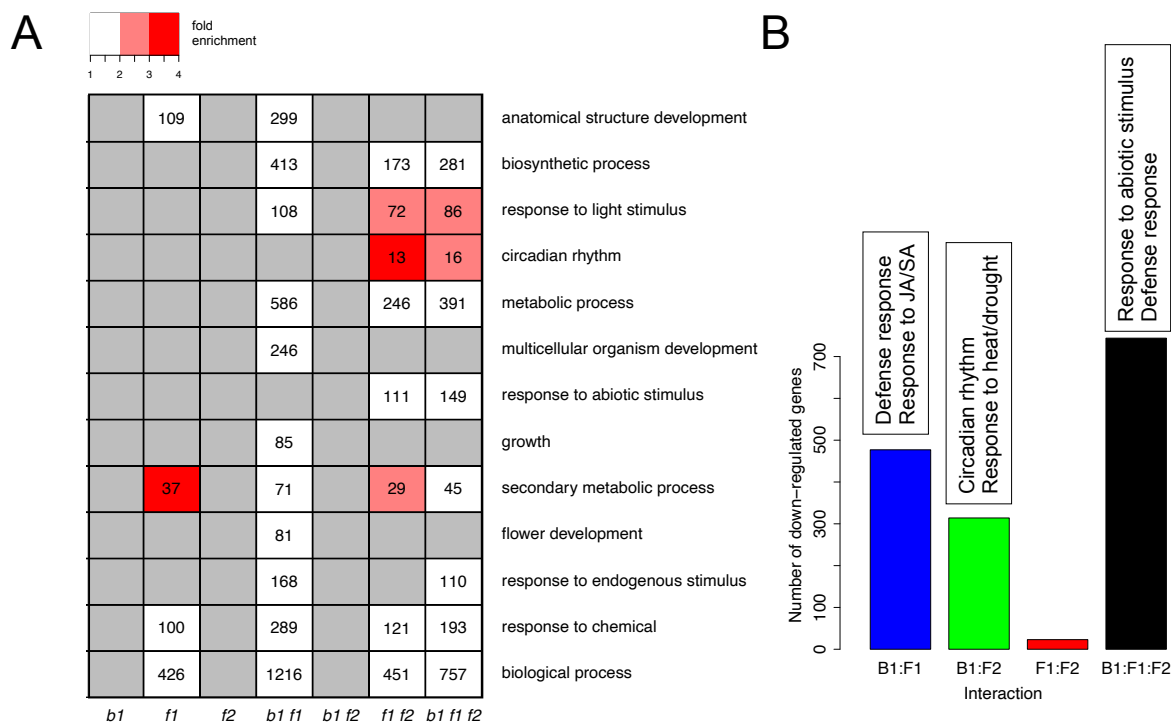 A
fold
enrichment
1 2 3 4
109 299 anatomical structure development
413 173 281 biosynthetic process
108 72 86 response to light stimulus
13 16 circadian rhythm
586 246 391 metabolic process
246 multicellular organism development
111 149 response to abiotic stimulus
85 growth
37 71 29 45 secondary metabolic process
81 flower development
168 110 response to endogenous stimulus
100 289 121 193 response to chemical
426 1216 451 757 biological process
b1 f1 f2 b1 f1 b1 f2 f1 f2 b1 f1 f2
B
Number of down−regulated genes
0 100 300 500 700
Defense response
Response to JA/SA
Circadian rhythm
Response to heat/drought
Response to abiotic stimulus
Defense response
B1:F1 B1:F2 F1:F2 B1:F1:F2
Interaction